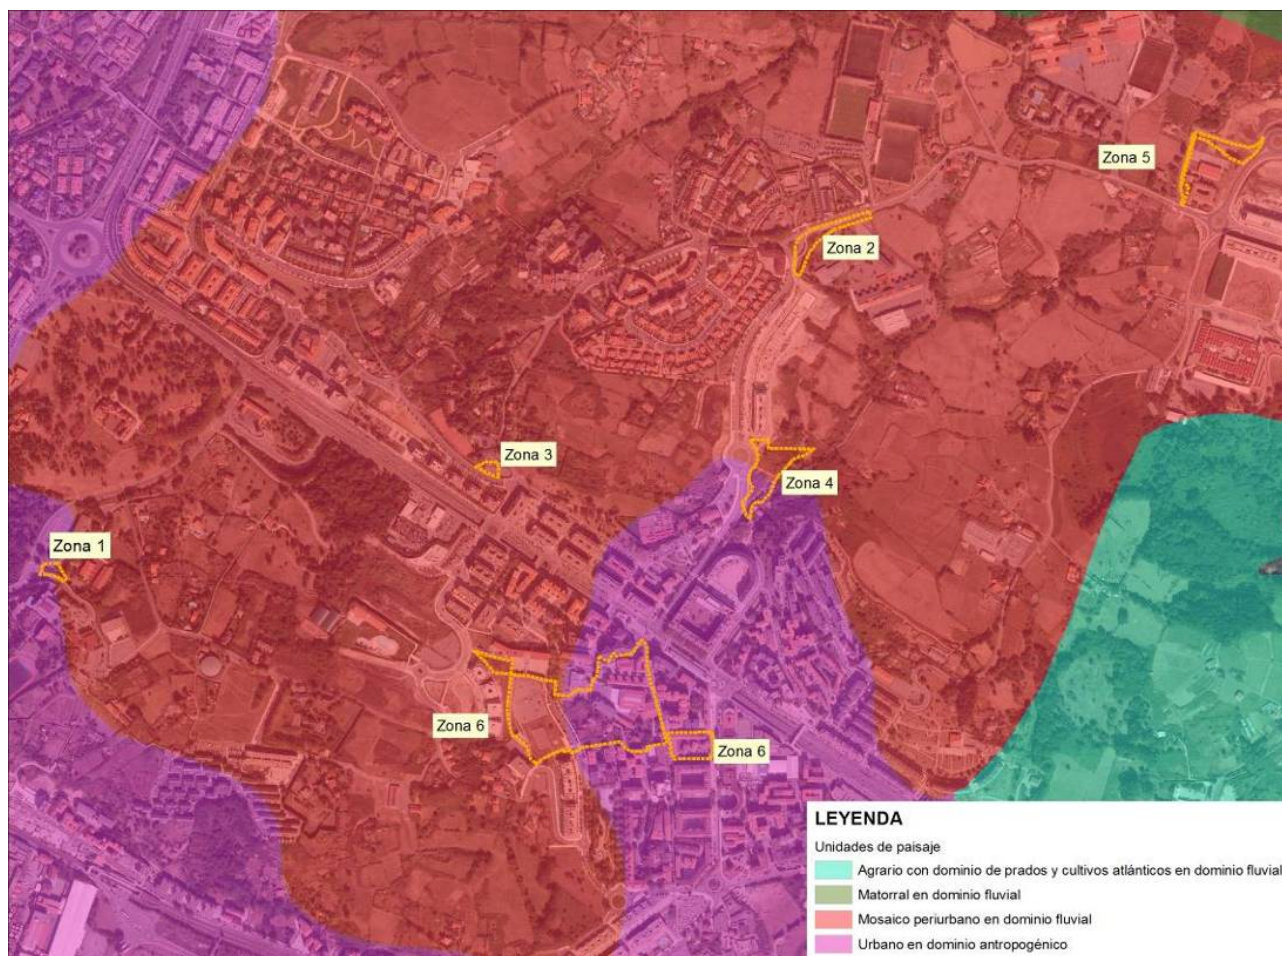 Zona 5
Zona 2
Zona 3
Zona 4
Zona 1
Zona 6
Zona 6
LEYENDA
Unidades de paisaje
Agrario con dominio de prados y cultivos atlánticos en dominio fluvial
Matorral en dominio fluvial
Mosaico periurbano en dominio fluvial
Urbano en dominio antropogénico